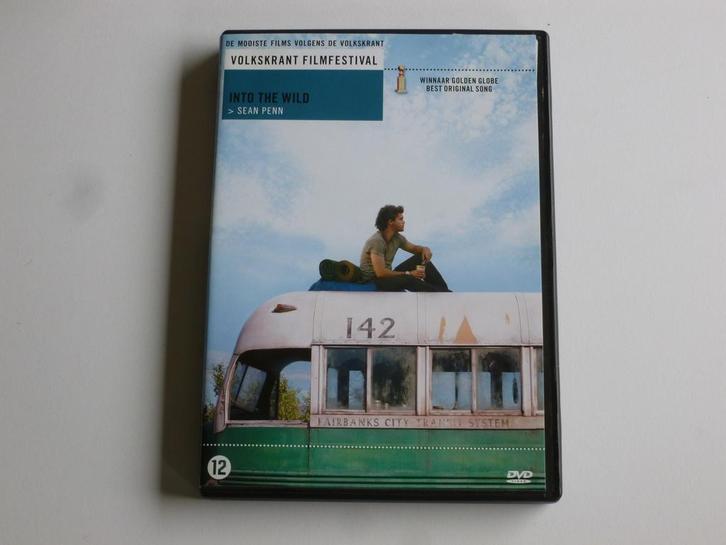 DE MOOISTE FILMS VOLGENS DE VOLKSKRANT
VOLKSKRANT FILMFESTIVAL
WINNAAR GOLDEN GLOBE
BEST ORIGINAL SONG
INTO THE WILD
> SEAN PENN
142
FAIRBANKS CITY TRANSIT SYSTEM
12
DVD
VIDEO